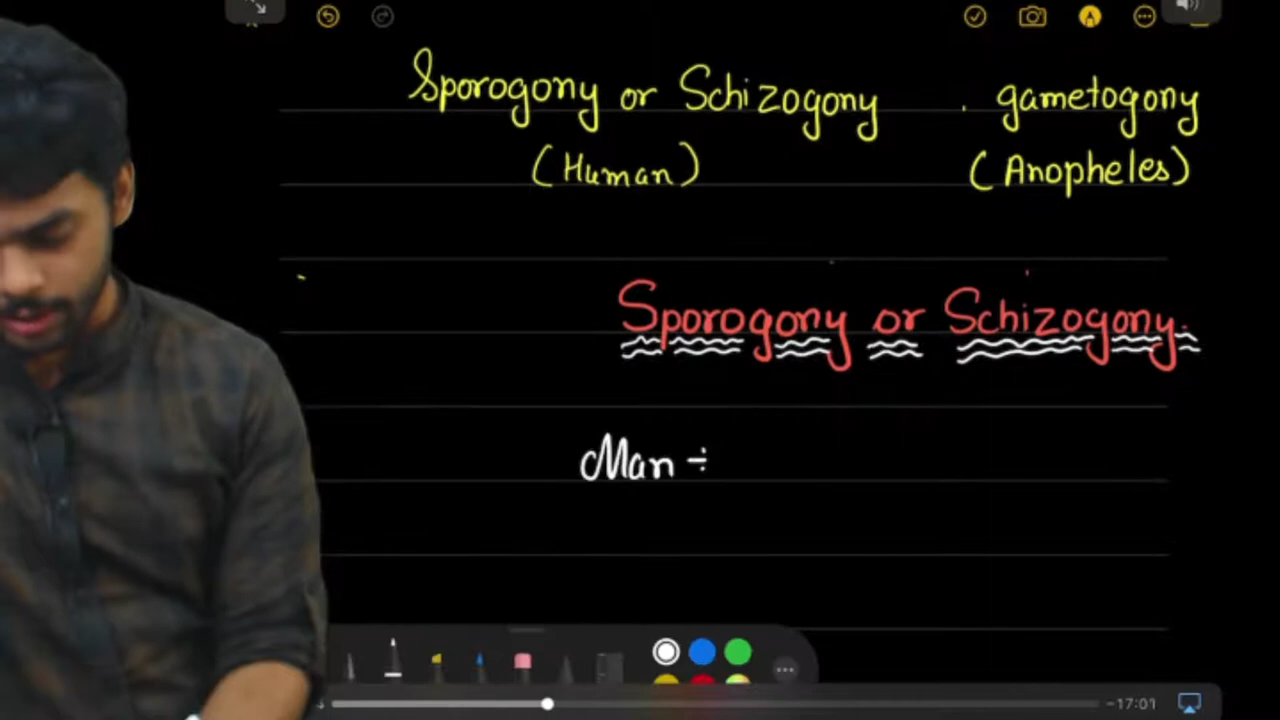 Sporogony or Schizogony . gametogony
(Human) (Anopheles)
Sporogony or Schizogony.
Man ÷
-17:01